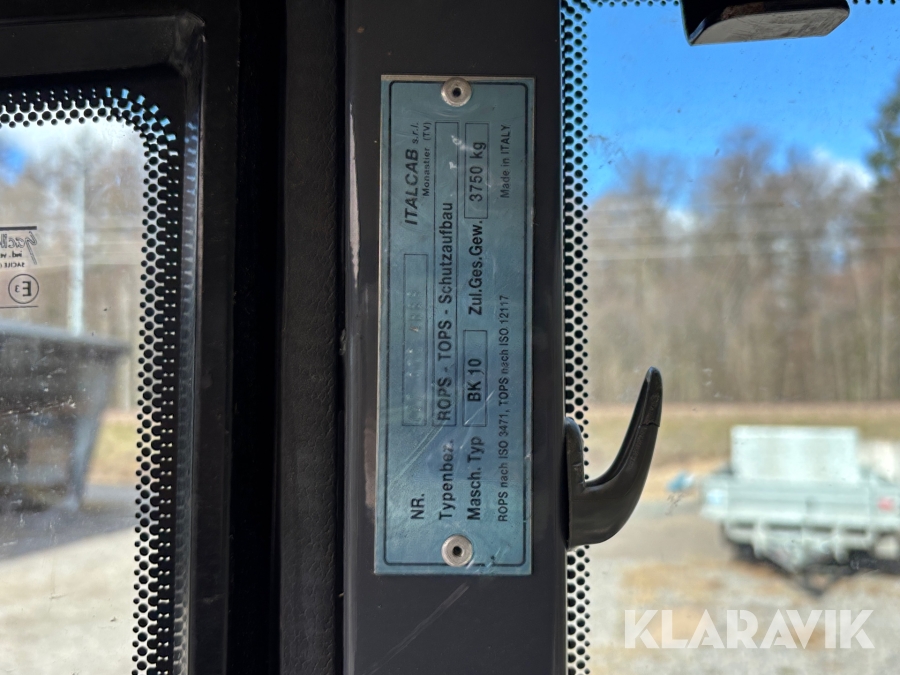 ITALCAB s.r.l.
Monastier (TV)
NR.
Typenbez. ROPS - TOPS - Schutzaufbau
Masch. Typ BK 10 Zul.Ges.Gew. 3750 kg
ROPS nach ISO 3471, TOPS nach ISO 12117 Made in ITALY
E3
KLARAVIK